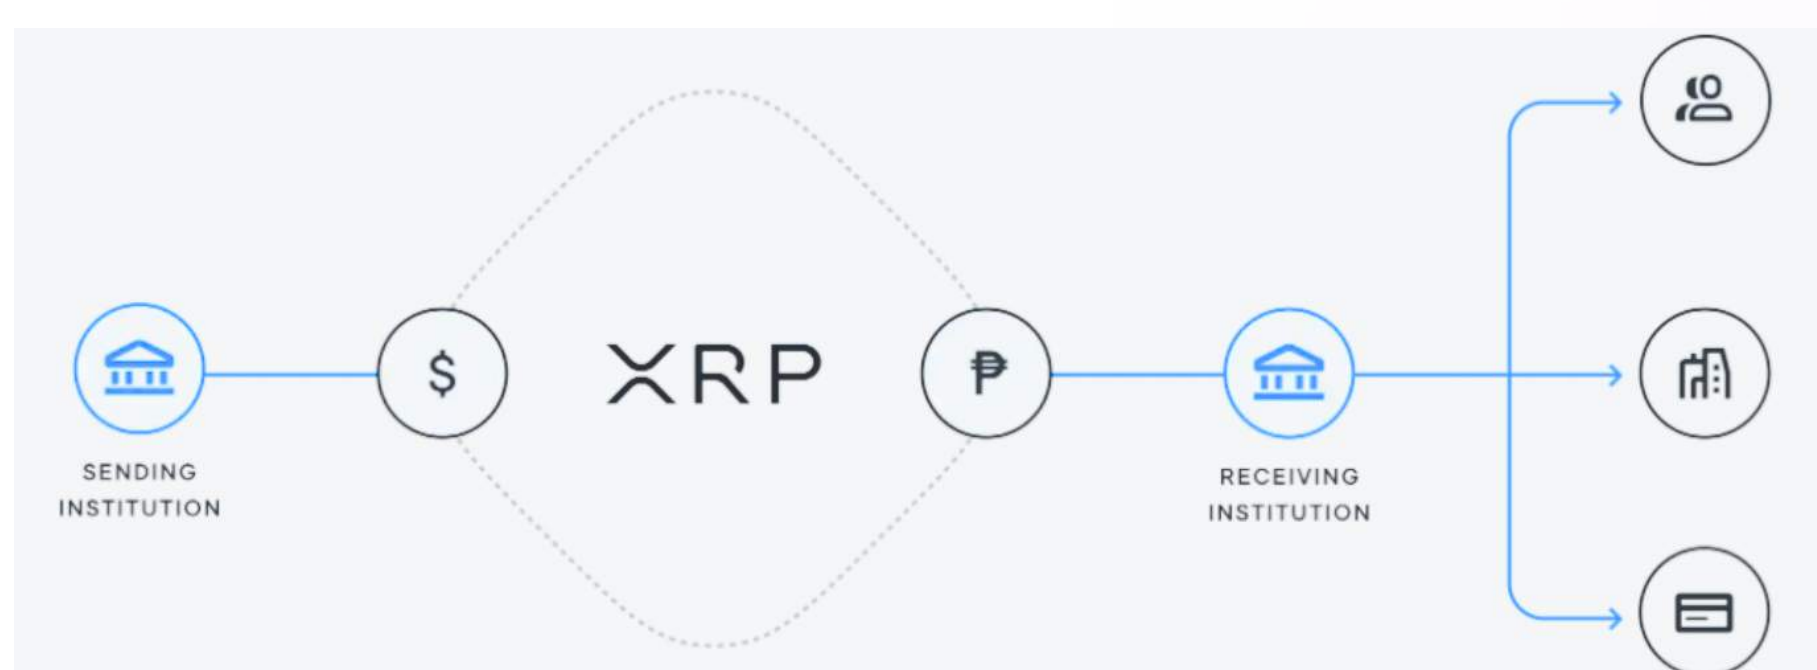 $
XRP
₱
SENDING
INSTITUTION
RECEIVING
INSTITUTION